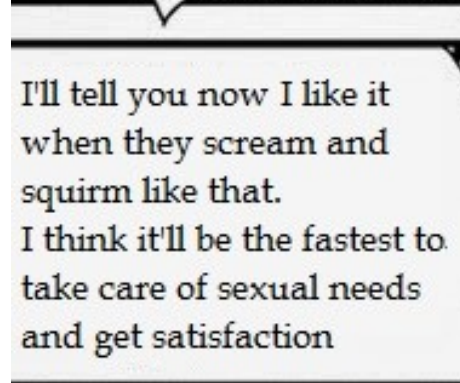 I'll tell you now I like it
when they scream and
squirm like that.
I think it'll be the fastest to
take care of sexual needs
and get satisfaction